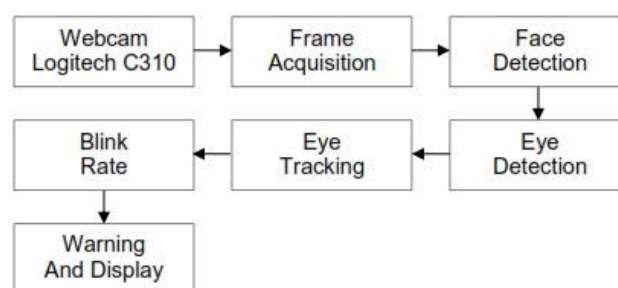 Webcam
Logitech C310
Frame
Acquisition
Face
Detection
Eye
Detection
Eye
Tracking
Blink
Rate
Warning
And Display